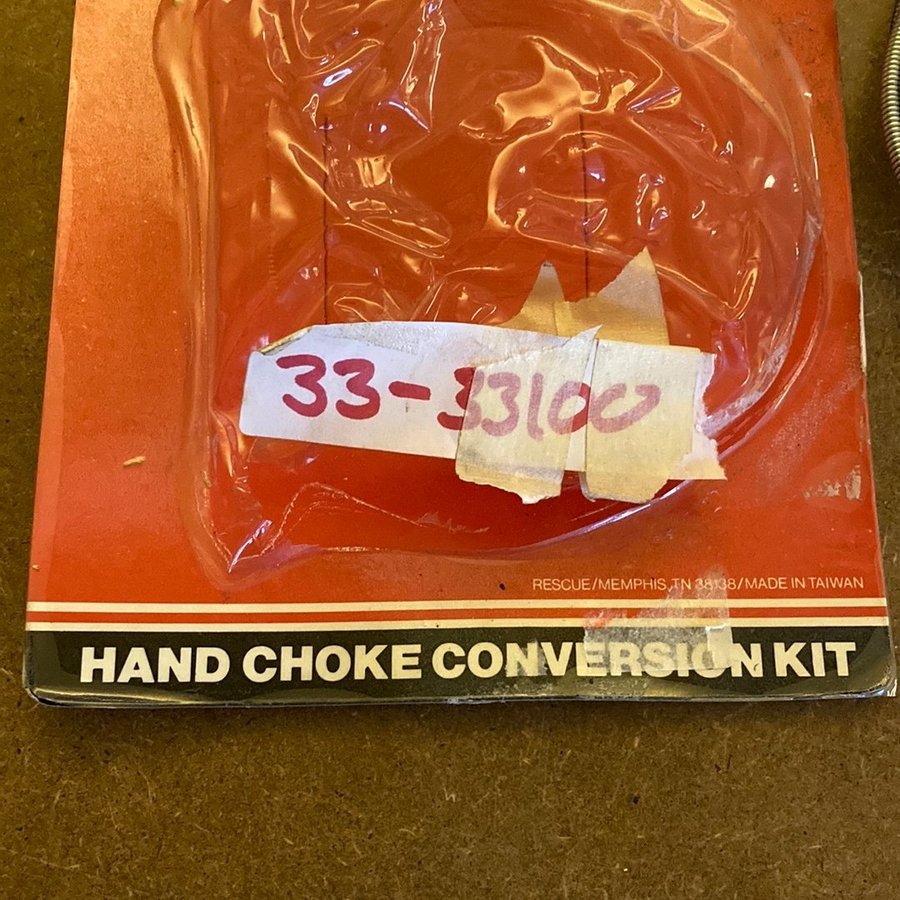 33-33100
RESCUE/MEMPHIS, TN 38138/MADE IN TAIWAN
HAND CHOKE CONVERSION KIT